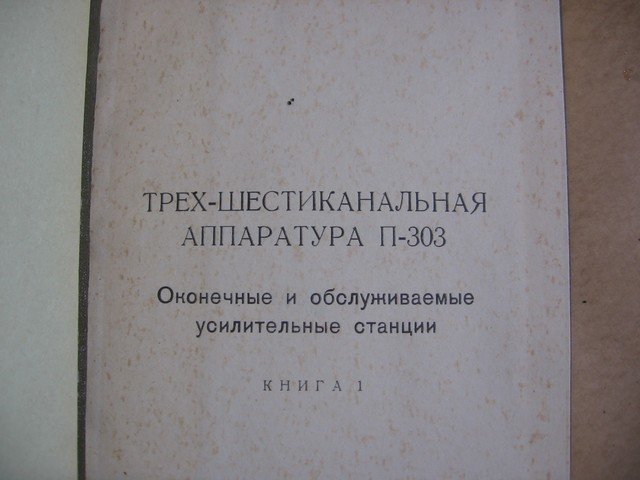 ТРЕХ-ШЕСТИКАНАЛЬНАЯ
АППАРАТУРА П-303
Оконечные и обслуживаемые
усилительные станции
КНИГА 1